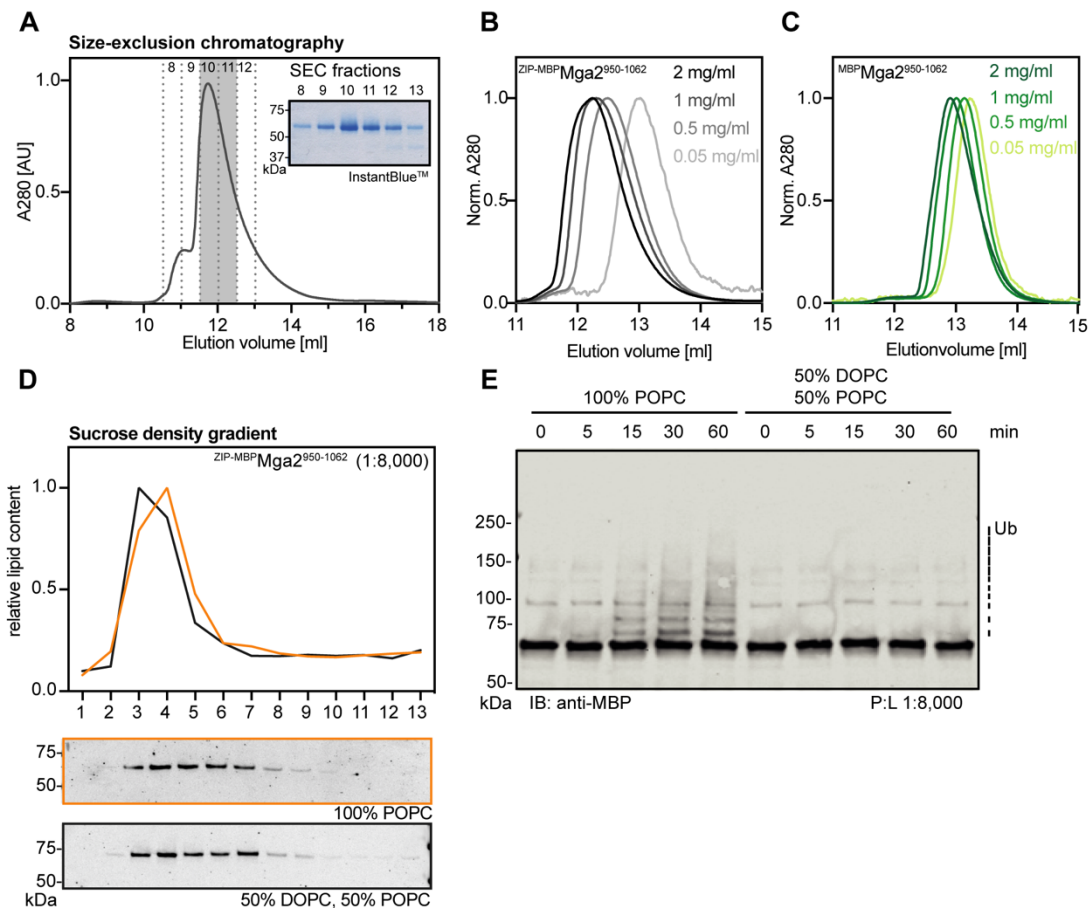 A
Size-exclusion chromatography
8 9 10 11 12
SEC fractions
8 9 10 11 12 13
75-
50-
37-
kDa
InstantBlue™
1.0
0.5
0.0
A280 [AU]
8 10 12 14 16 18
Elution volume [ml]
B
ZIP-MBPMga2950-1062
2 mg/ml
1 mg/ml
0.5 mg/ml
0.05 mg/ml
1.0
0.0
Norm. A280
11 12 13 14 15
Elution volume [ml]
C
MBPMga2950-1062
2 mg/ml
1 mg/ml
0.5 mg/ml
0.05 mg/ml
1.0
0.0
Norm. A280
11 12 13 14 15
Elutionvolume [ml]
D
Sucrose density gradient
ZIP-MBPMga2950-1062 (1:8,000)
1.0
0.5
0.0
relative lipid content
1 2 3 4 5 6 7 8 9 10 11 12 13
75-
50-
100% POPC
75-
50-
kDa
50% DOPC, 50% POPC
E
100% POPC
50% DOPC
50% POPC
0 5 15 30 60 0 5 15 30 60 min
250-
150-
100-
75-
50-
Ub
kDa IB: anti-MBP P:L 1:8,000